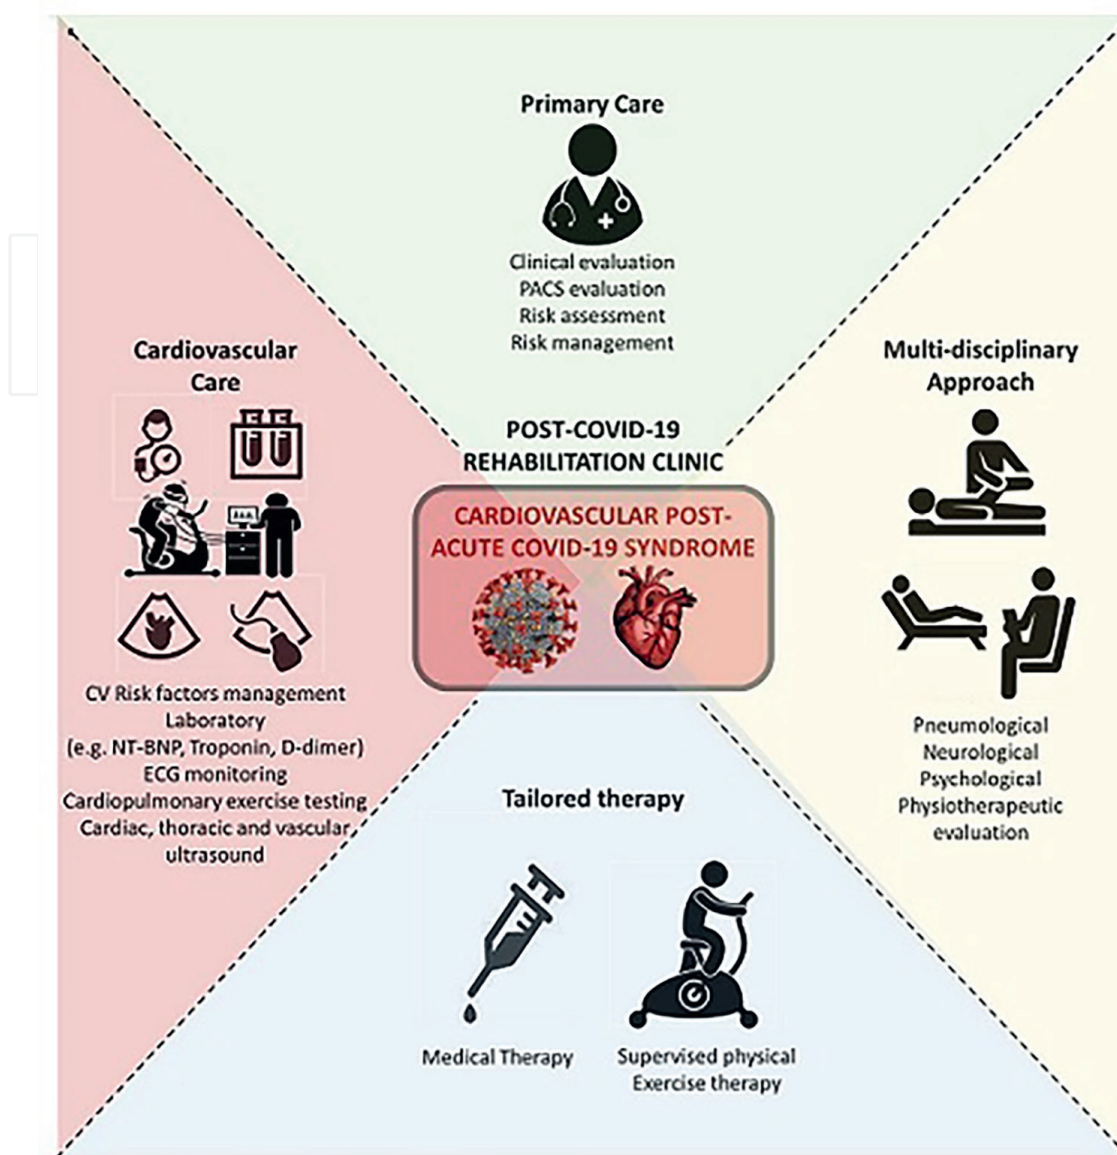 Primary Care
Clinical evaluation
PACS evaluation
Risk assessment
Risk management
Cardiovascular
Care
CV Risk factors management
Laboratory
(e.g. NT-BNP, Troponin, D-dimer)
ECG monitoring
Cardiopulmonary exercise testing
Cardiac, thoracic and vascular
ultrasound
POST-COVID-19
REHABILITATION CLINIC
CARDIOVASCULAR POST-
ACUTE COVID-19 SYNDROME
Multi-disciplinary
Approach
Pneumological
Neurological
Psychological
Physiotherapeutic
evaluation
Tailored therapy
Medical Therapy
Supervised physical
Exercise therapy